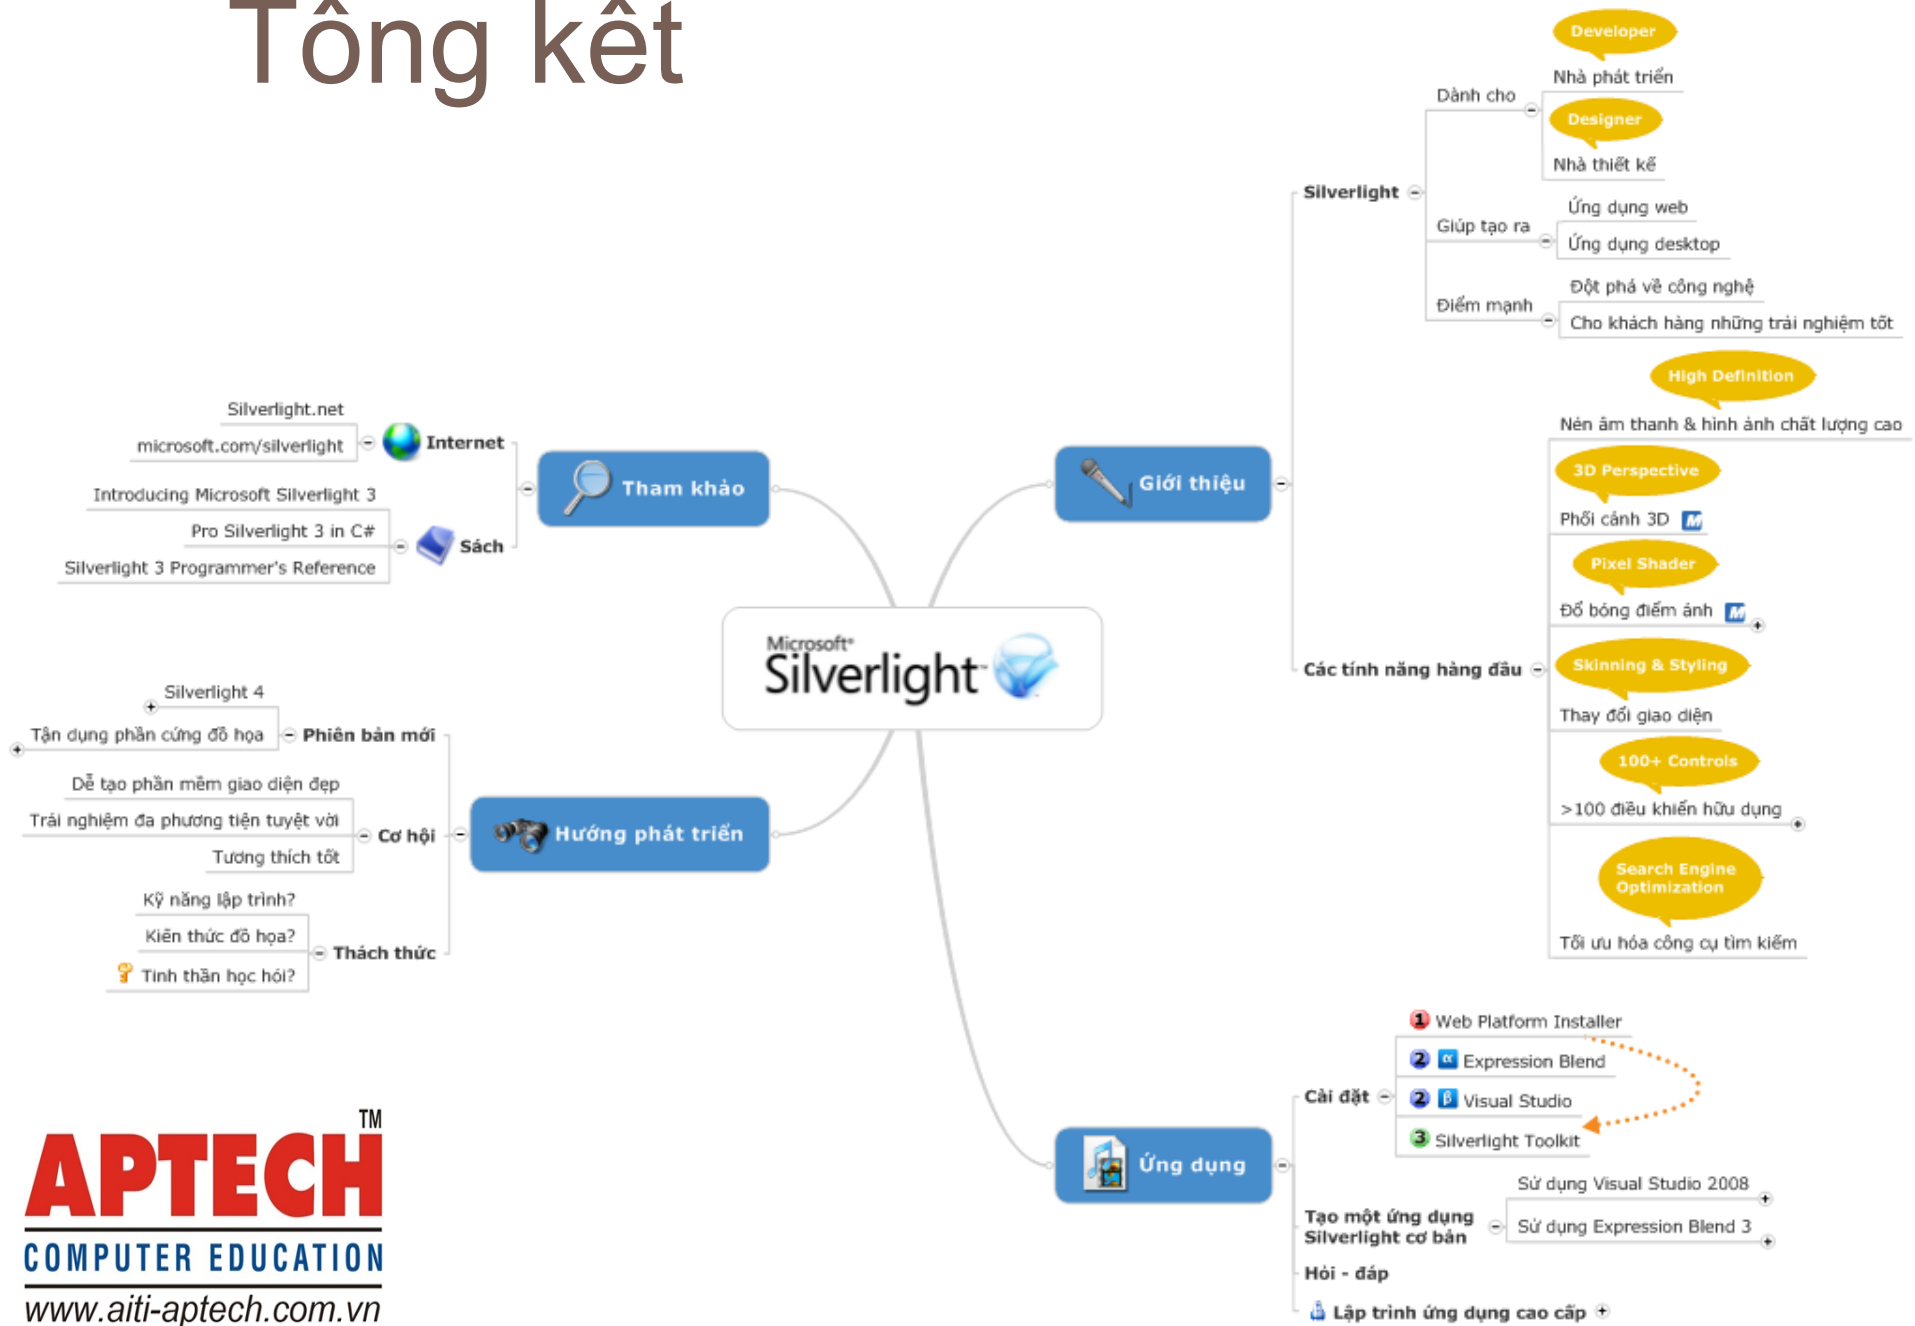 Tổng kết
Developer
Nhà phát triển
Dành cho
Designer
Nhà thiết kế
Silverlight
Ứng dụng web
Giúp tạo ra
Ứng dụng desktop
Đột phá về công nghệ
Điểm mạnh
Cho khách hàng những trải nghiệm tốt
High Definition
Nén âm thanh & hình ảnh chất lượng cao
3D Perspective
Phối cảnh 3D
Pixel Shader
Đổ bóng điểm ảnh
Các tính năng hàng đầu
Skinning & Styling
Thay đổi giao diện
100+ Controls
>100 điều khiển hữu dụng
Search Engine
Optimization
Tối ưu hóa công cụ tìm kiếm
Giới thiệu
Silverlight.net
microsoft.com/silverlight
Internet
Introducing Microsoft Silverlight 3
Pro Silverlight 3 in C#
Silverlight 3 Programmer's Reference
Sách
Tham khảo
Microsoft®
Silverlight™
Silverlight 4
Tận dụng phần cứng đồ họa
Phiên bản mới
Dễ tạo phần mềm giao diện đẹp
Trải nghiệm đa phương tiện tuyệt vời
Tương thích tốt
Cơ hội
Kỹ năng lập trình?
Kiến thức đồ họa?
Tinh thần học hỏi?
Thách thức
Hướng phát triển
1 Web Platform Installer
2 α Expression Blend
2 β Visual Studio
3 Silverlight Toolkit
Cài đặt
Ứng dụng
Sử dụng Visual Studio 2008
Sử dụng Expression Blend 3
Tạo một ứng dụng
Silverlight cơ bản
Hỏi - đáp
Lập trình ứng dụng cao cấp
APTECH™
COMPUTER EDUCATION
www.aiti-aptech.com.vn